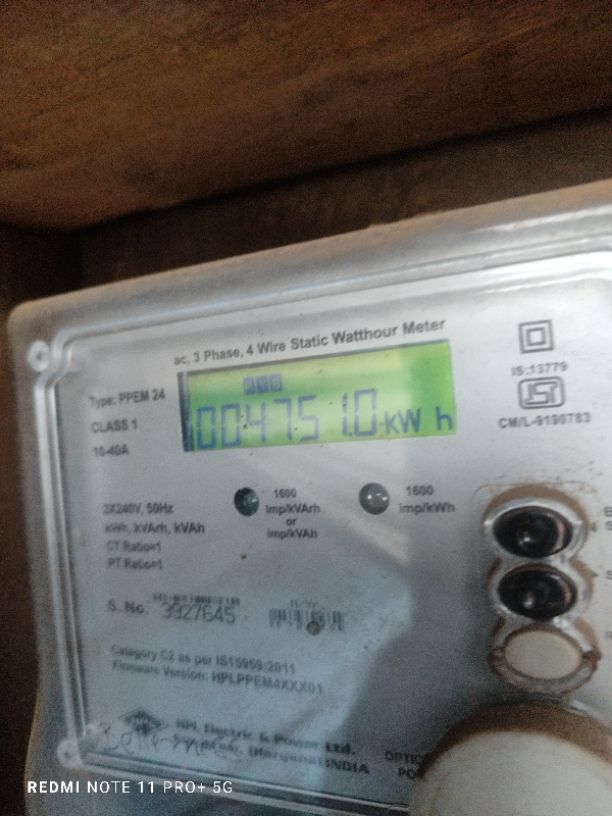 ac, 3 Phase, 4 Wire Static Watthour Meter
Type: PPEM 24
CLASS 1
10-40A
RYB
004751.0 kW h
IS:13779
ISI
CM/L-9190783
3X240V, 50Hz
kWh, kVArh, kVAh
CT Ratio=1
PT Ratio=1
1600
imp/kVArh
or
imp/kVAh
1600
imp/kWh
S. No. 3927645
Category C2 as per IS15959:2011
Firmware Version: HPLPPEM4XXX01
HPL Electric & Power Ltd.
INDIA
REDMI NOTE 11 PRO+ 5G